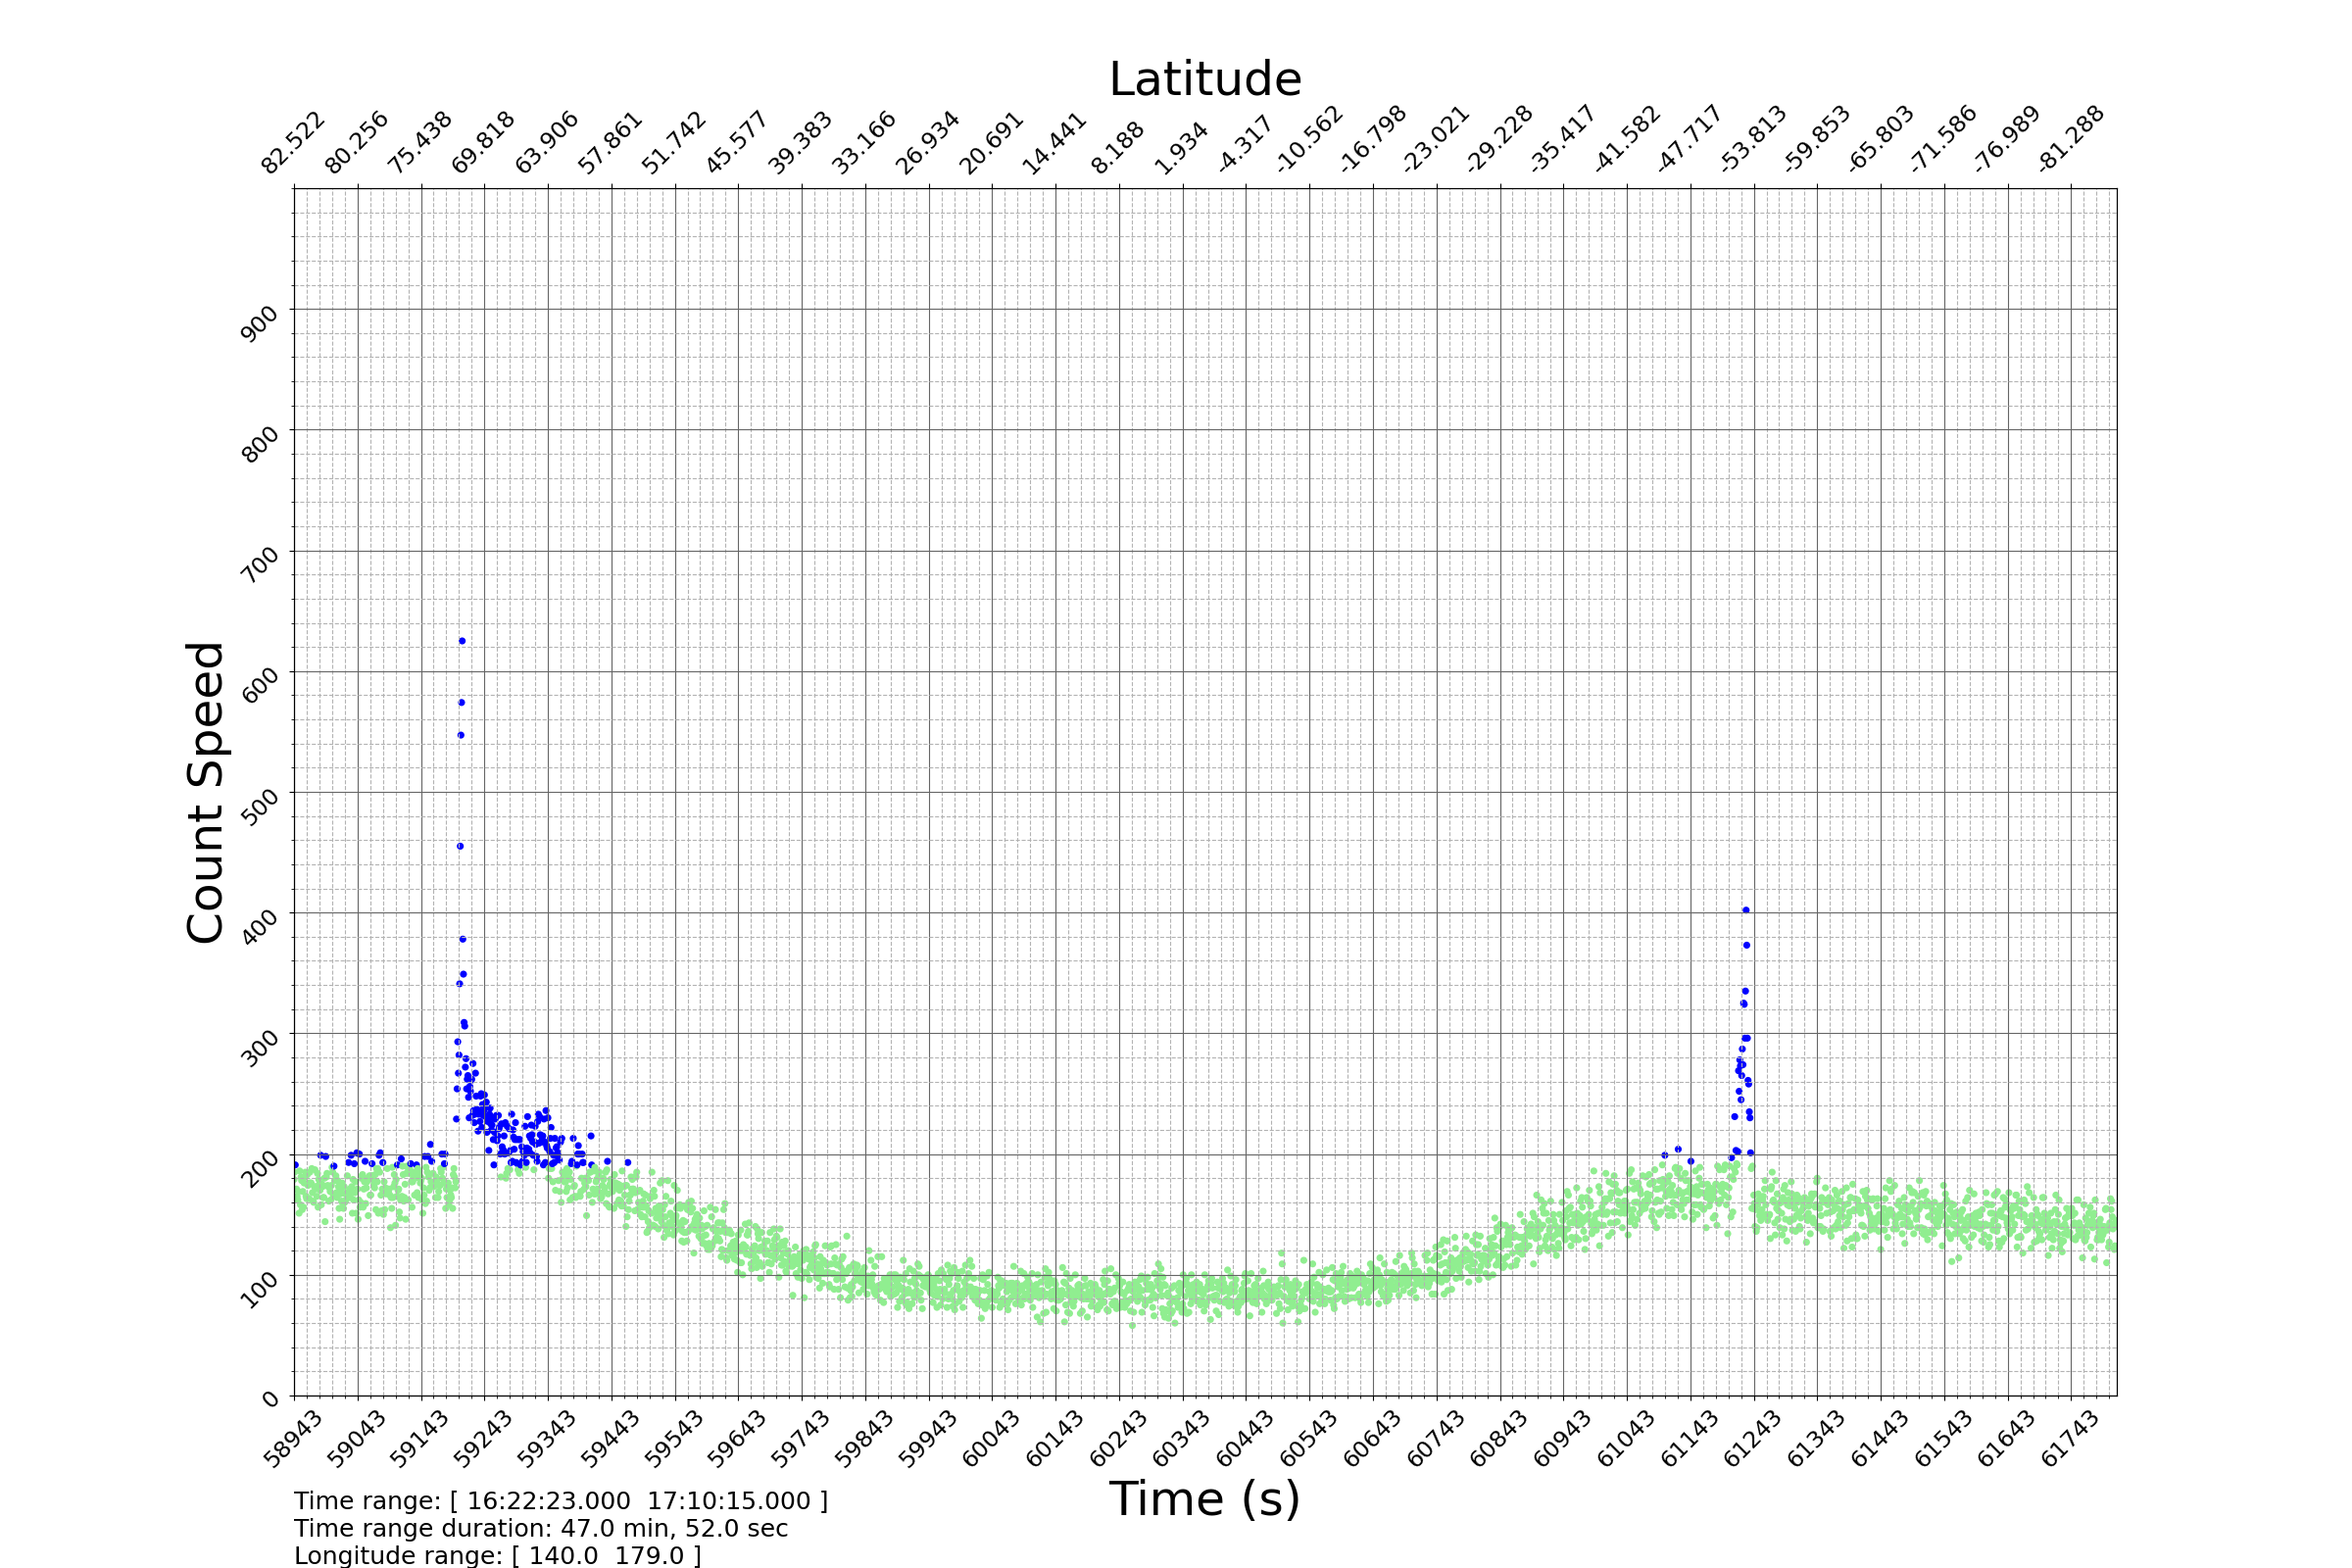 Latitude
82.522 80.256 75.438 69.818 63.906 57.861 51.742 45.577 39.383 33.166 26.934 20.691 14.441 8.188 1.934 -4.317 -10.562 -16.798 -23.021 -29.228 -35.417 -41.582 -47.717 -53.813 -59.853 -65.803 -71.586 -76.989 -81.288
900
800
700
600
500
400
300
200
100
0
Count Speed
58943 59043 59143 59243 59343 59443 59543 59643 59743 59843 59943 60043 60143 60243 60343 60443 60543 60643 60743 60843 60943 61043 61143 61243 61343 61443 61543 61643 61743
Time (s)
Time range: [ 16:22:23.000  17:10:15.000 ]
Time range duration: 47.0 min, 52.0 sec
Longitude range: [ 140.0  179.0 ]